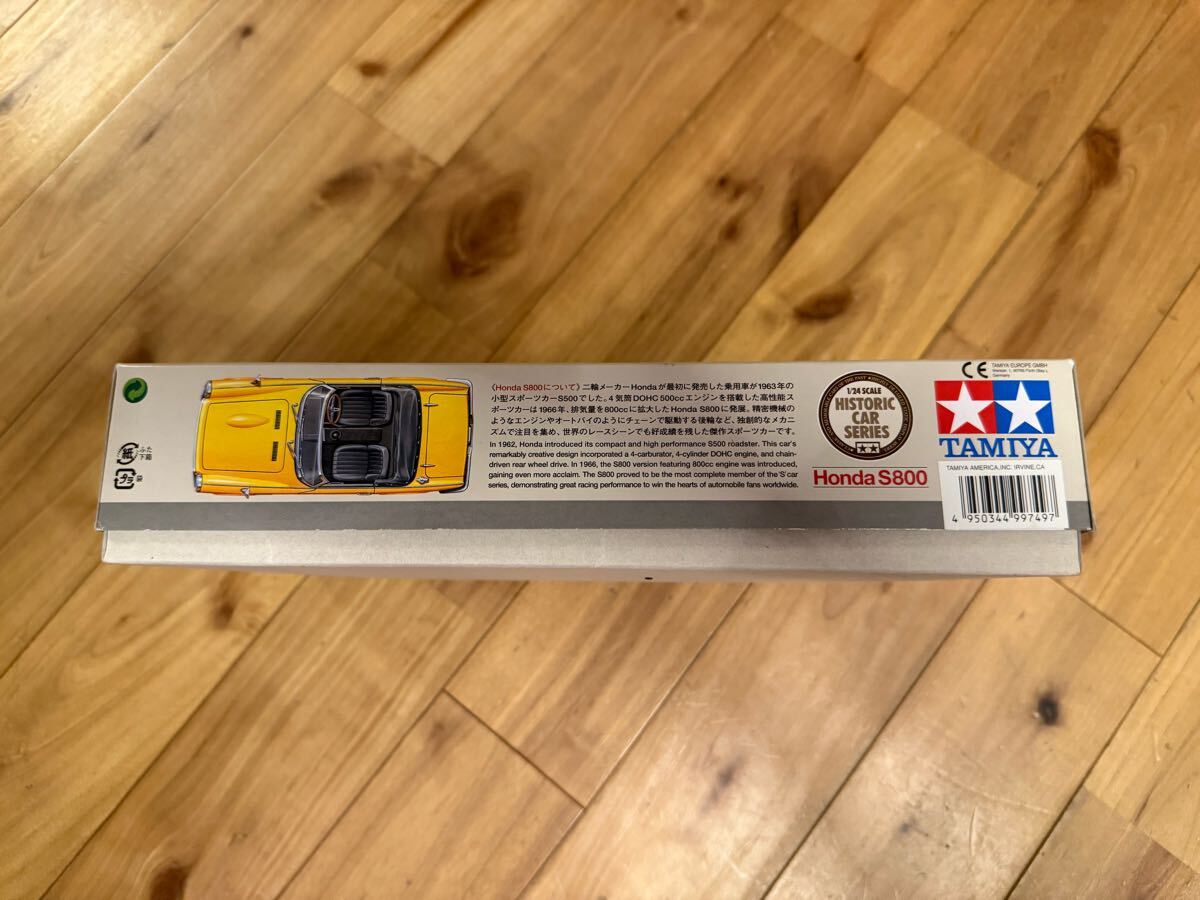 紙
ふた
下箱
プラ
袋
〈Honda S800について〉二輪メーカーHondaが最初に発売した乗用車が1963年の
小型スポーツカーS500でした。4気筒DOHC 500ccエンジンを搭載した高性能ス
ポーツカーは1966年、排気量を800ccに拡大したHonda S800に発展。精密機械の
ようなエンジンやオートバイのようにチェーンで駆動する後輪など、独創的なメカニ
ズムで注目を集め、世界のレースシーンでも好成績を残した傑作スポーツカーです。
In 1962, Honda introduced its compact and high performance S500 roadster. This car's
remarkably creative design incorporated a 4-carburator, 4-cylinder DOHC engine, and chain-
driven rear wheel drive. In 1966, the S800 version featuring 800cc engine was introduced,
gaining even more acclaim. The S800 proved to be the most complete member of the 'S' car
series, demonstrating great racing performance to win the hearts of automobile fans worldwide.
1/24 SCALE
HISTORIC
CAR
SERIES
Honda S800
CE
TAMIYA EUROPE GMBH
Germany
TAMIYA
TAMIYA AMERICA,INC. IRVINE,CA
4 950344 997497